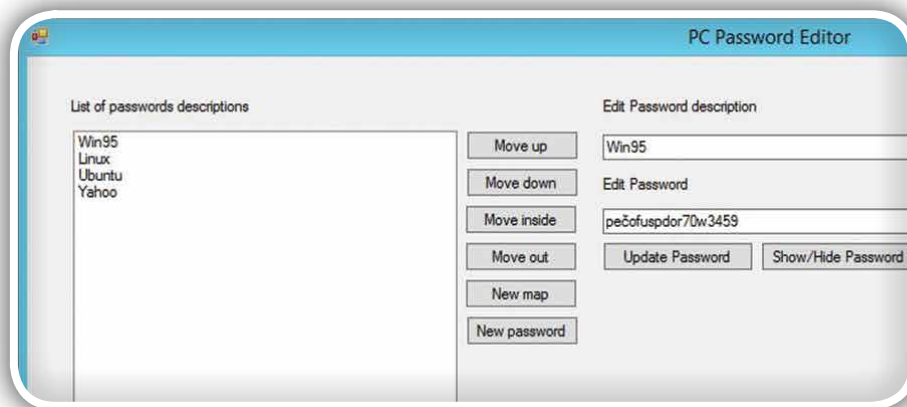 PC Password Editor
List of passwords descriptions
Win95
Linux
Ubuntu
Yahoo
Move up
Move down
Move inside
Move out
New map
New password
Edit Password description
Win95
Edit Password
pečofuspdor70w3459
Update Password
Show/Hide Password